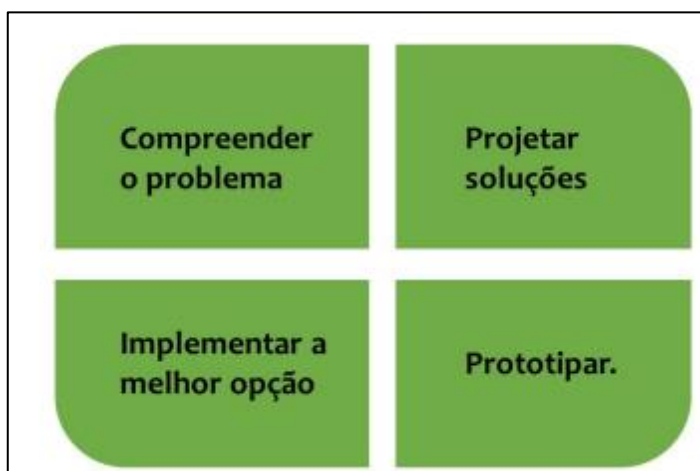 Compreender
o problema
Projetar
soluções
Implementar a
melhor opção
Prototipar.